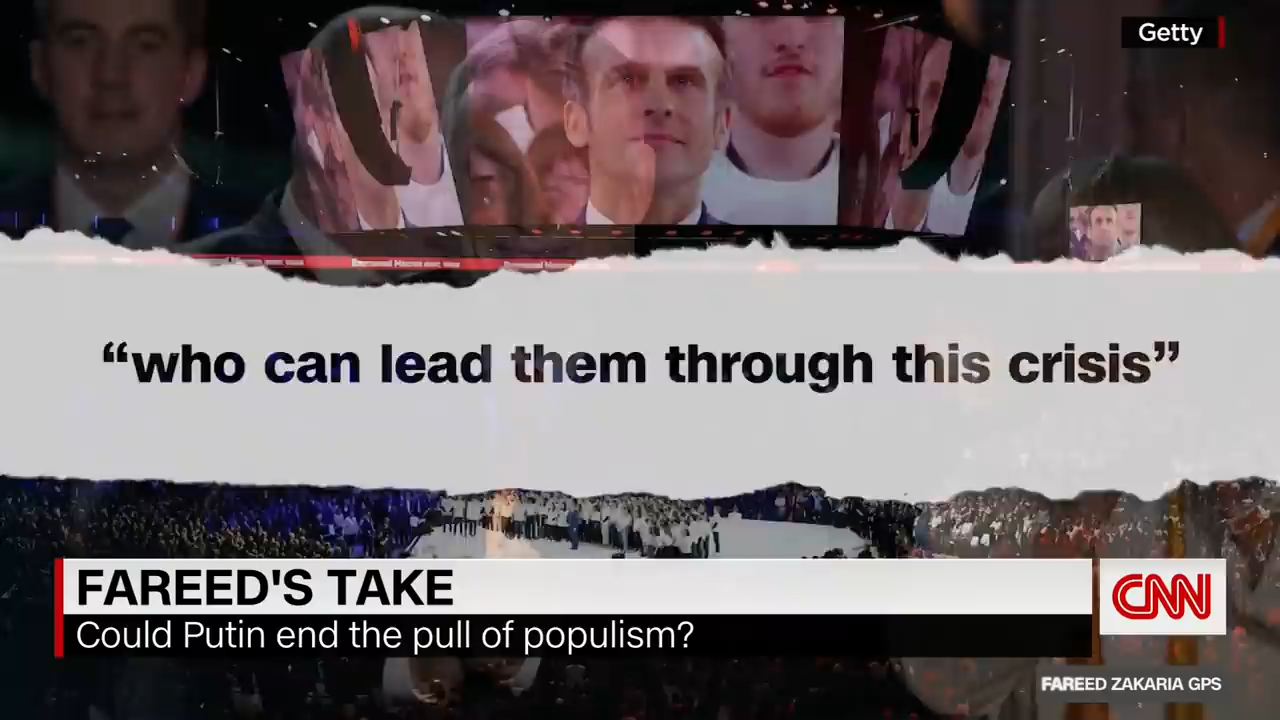 Getty
“who can lead them through this crisis”
FAREED'S TAKE
CNN
Could Putin end the pull of populism?
FAREED ZAKARIA GPS